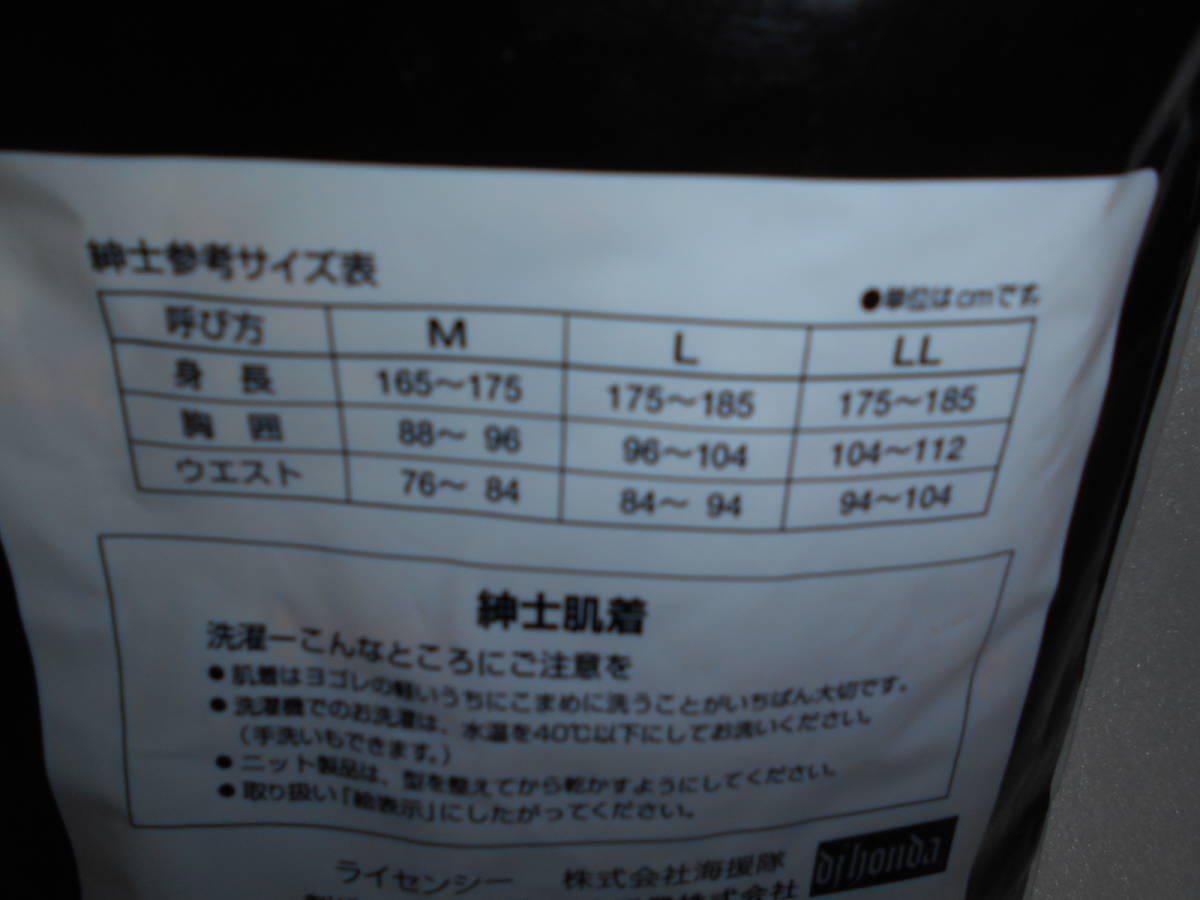 紳士参考サイズ表
●単位はcmです。
呼び方 M L LL
身長 165～175 175～185 175～185
胸囲 88～96 96～104 104～112
ウエスト 76～84 84～94 94～104
紳士肌着
洗濯ーこんなところにご注意を
●肌着はヨゴレの軽いうちにこまめに洗うことがいちばん大切です。
●洗濯機でのお洗濯は、水温を40℃以下にしてお洗いください。
(手洗いもできます。)
●ニット製品は、型を整えてから乾かすようにしてください。
●取り扱い「絵表示」にしたがってください。
ライセンシー 株式会社海援隊
dj honda
株式会社